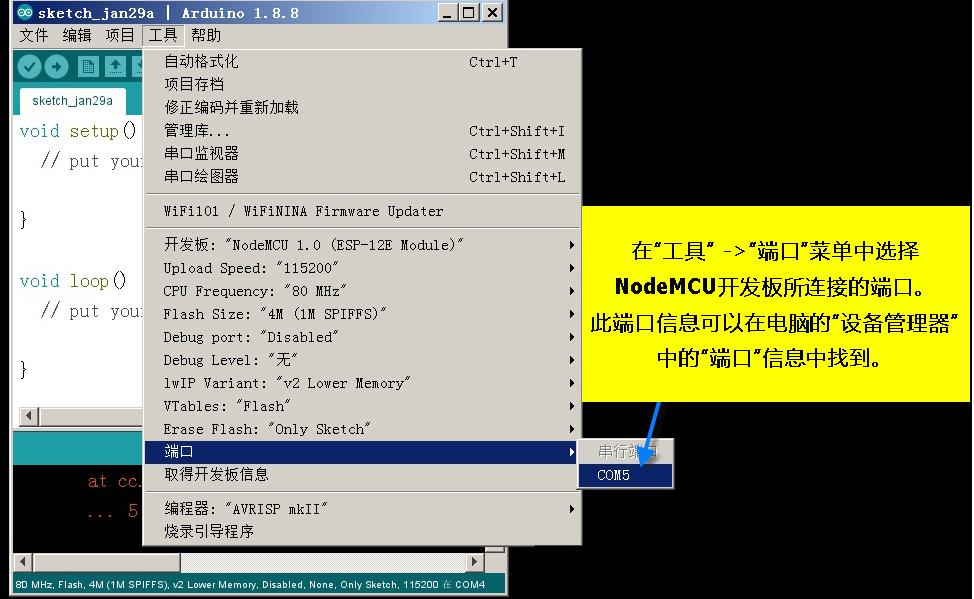 sketch_jan29a | Arduino 1.8.8
文件 编辑 项目 工具 帮助
sketch_jan29a
void setup()
// put you
}
void loop()
// put you
}
at cc.
... 5
自动格式化 Ctrl+T
项目存档
修正编码并重新加载
管理库... Ctrl+Shift+I
串口监视器 Ctrl+Shift+M
串口绘图器 Ctrl+Shift+L
WiFi101 / WiFiNINA Firmware Updater
开发板: "NodeMCU 1.0 (ESP-12E Module)"
Upload Speed: "115200"
CPU Frequency: "80 MHz"
Flash Size: "4M (1M SPIFFS)"
Debug port: "Disabled"
Debug Level: "无"
lwIP Variant: "v2 Lower Memory"
VTables: "Flash"
Erase Flash: "Only Sketch"
端口
取得开发板信息
编程器: "AVRISP mkII"
烧录引导程序
串行端口
COM5
在"工具" ->"端口"菜单中选择
NodeMCU开发板所连接的端口。
此端口信息可以在电脑的"设备管理器"
中的"端口"信息中找到。
80 MHz, Flash, 4M (1M SPIFFS), v2 Lower Memory, Disabled, None, Only Sketch, 115200 在 COM4